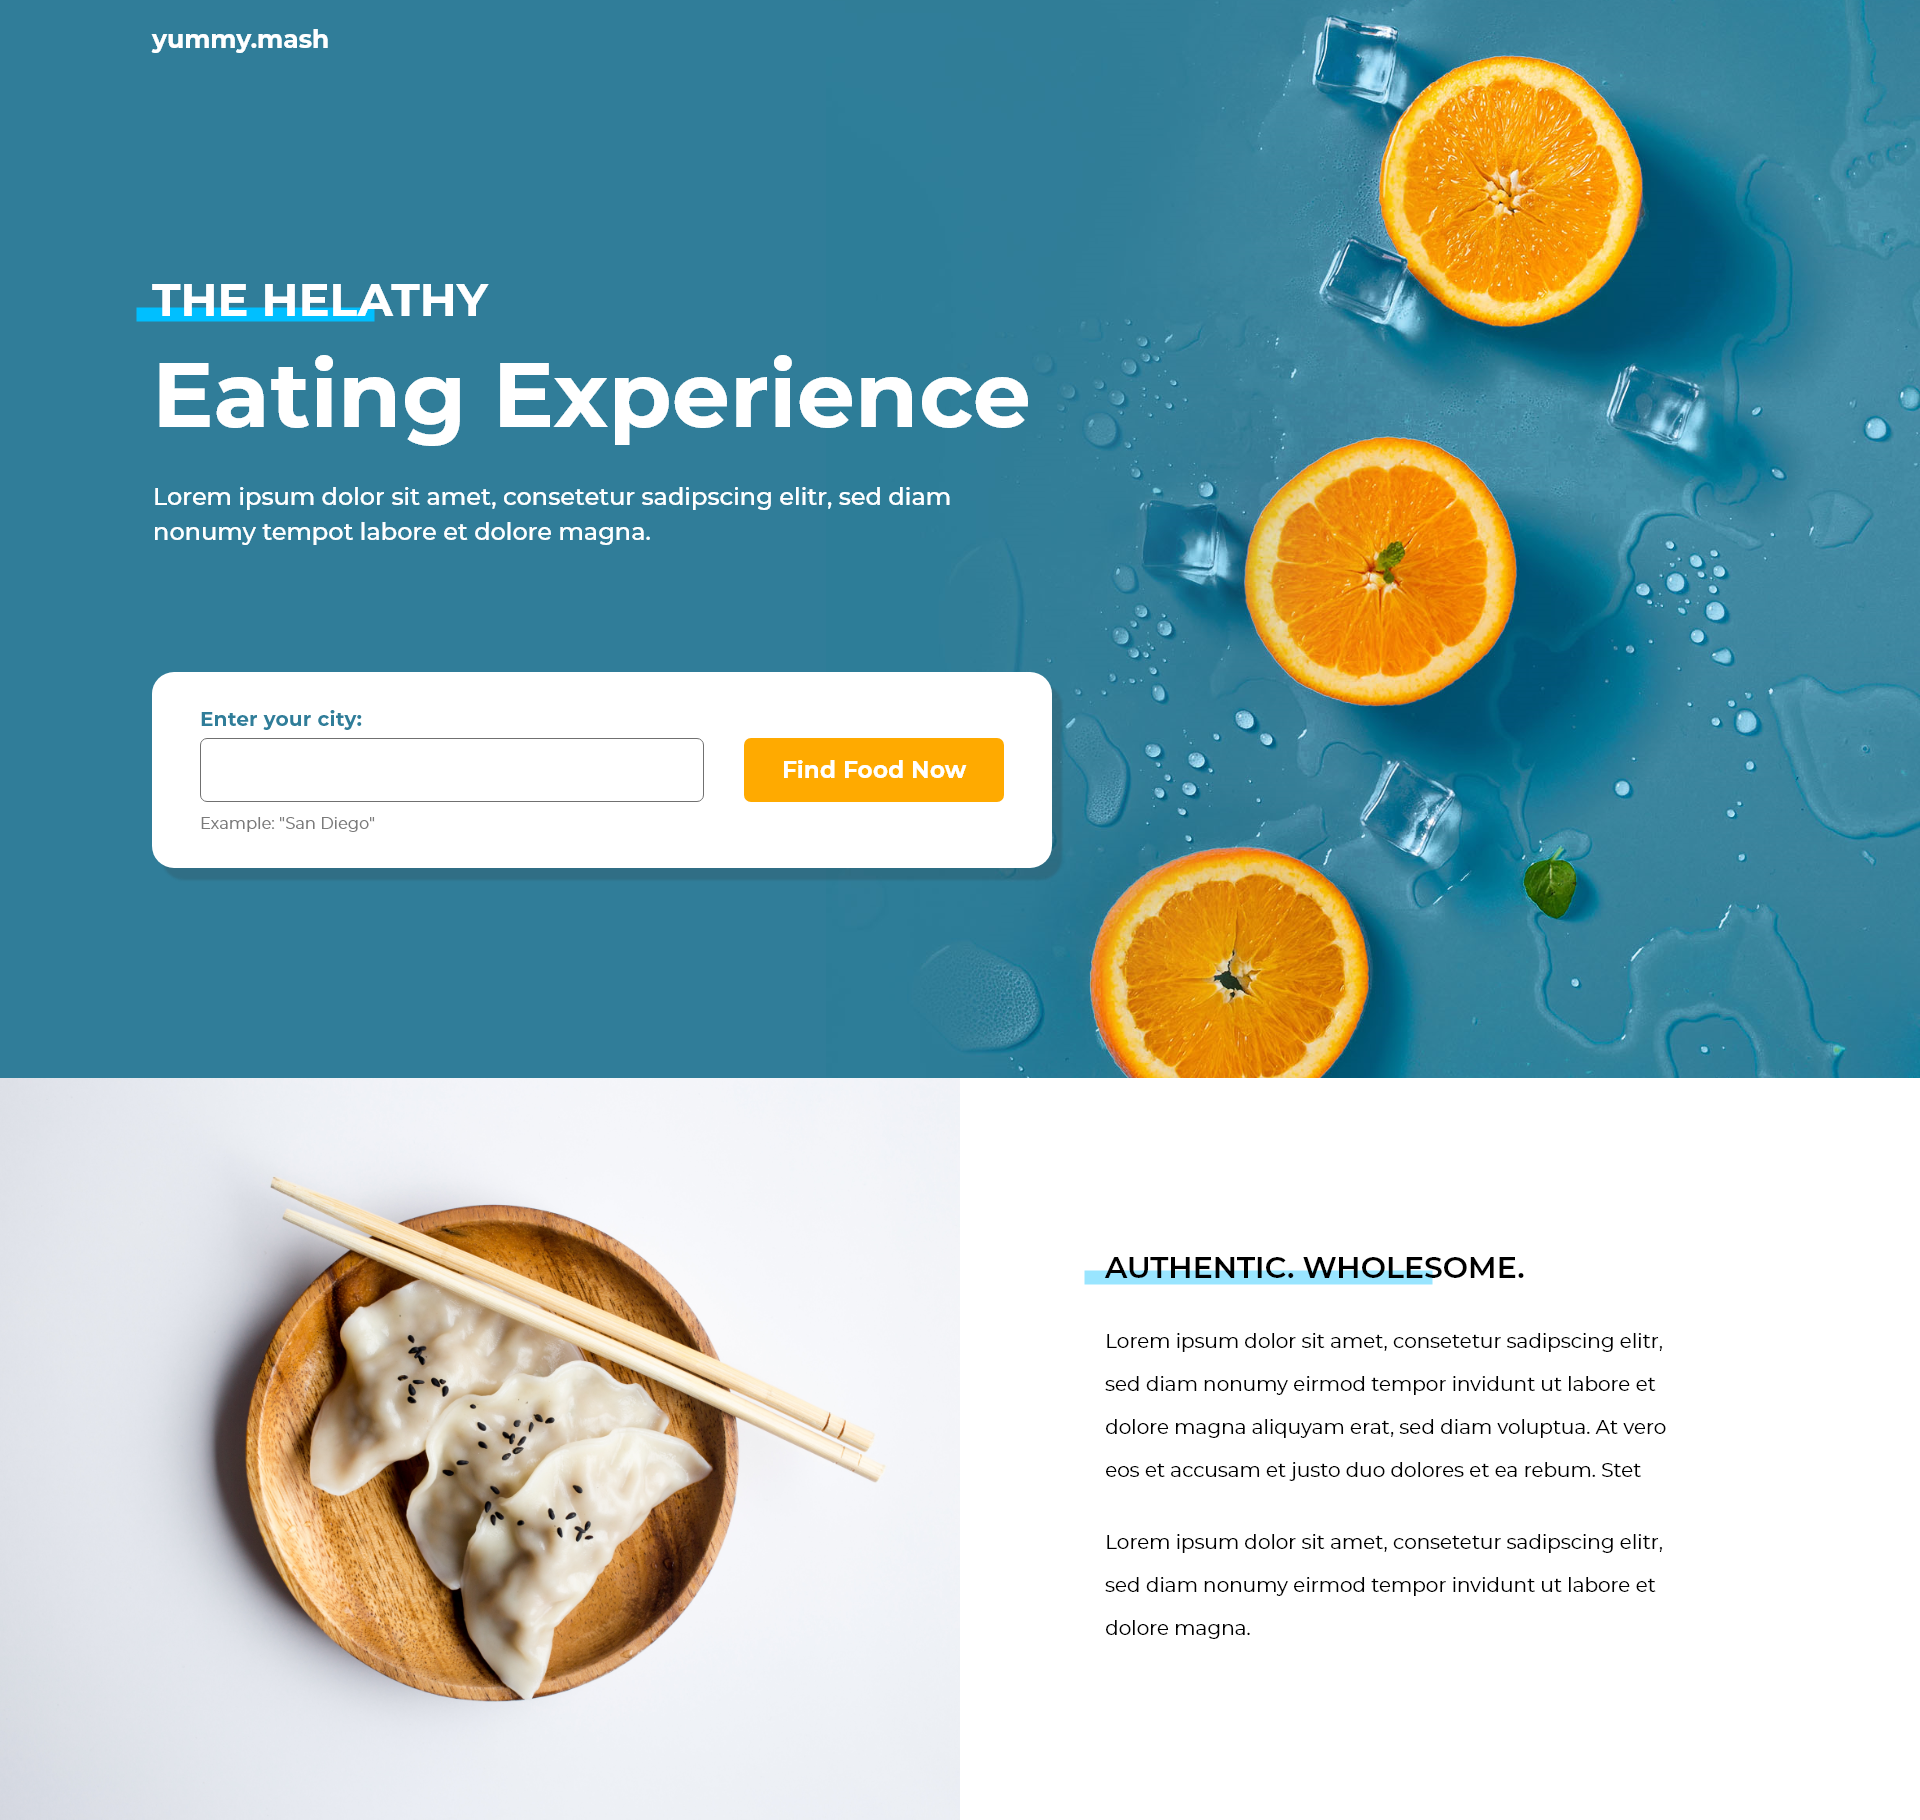 yummy.mash
THE HELATHY
Eating Experience
Lorem ipsum dolor sit amet, consetetur sadipscing elitr, sed diam
nonumy tempot labore et dolore magna.
Enter your city:
Find Food Now
Example: "San Diego"
AUTHENTIC. WHOLESOME.
Lorem ipsum dolor sit amet, consetetur sadipscing elitr,
sed diam nonumy eirmod tempor invidunt ut labore et
dolore magna aliquyam erat, sed diam voluptua. At vero
eos et accusam et justo duo dolores et ea rebum. Stet
Lorem ipsum dolor sit amet, consetetur sadipscing elitr,
sed diam nonumy eirmod tempor invidunt ut labore et
dolore magna.